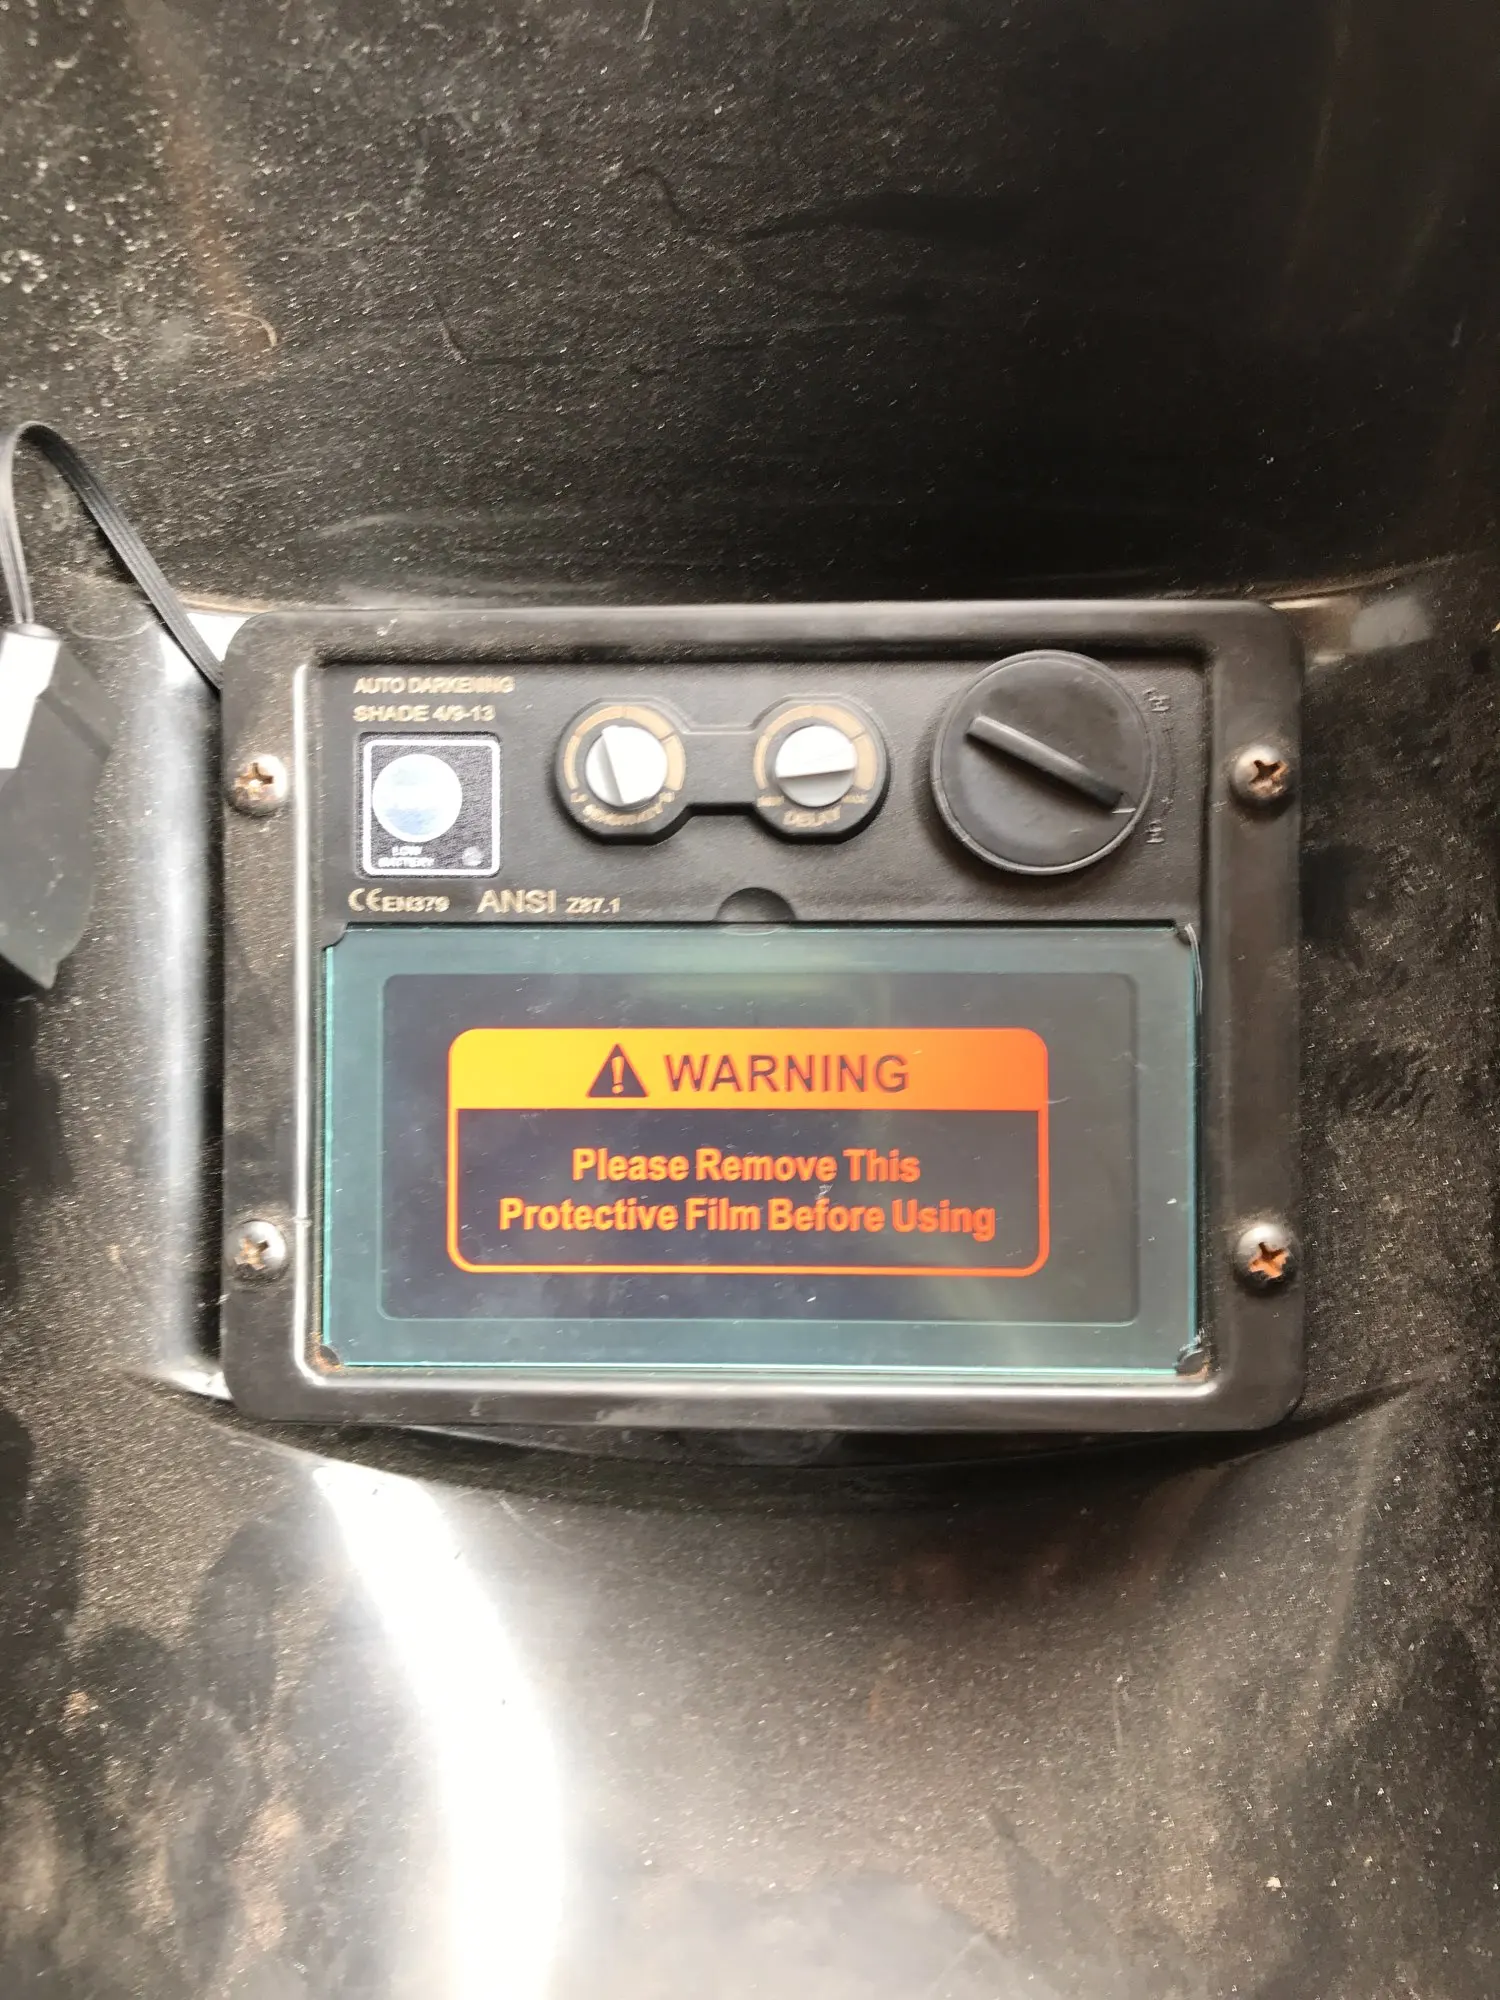 AUTO DARKENING
SHADE 4/9-13
LOW
BATTERY
DELAY
CE EN379 ANSI Z87.1
WARNING
Please Remove This
Protective Film Before Using